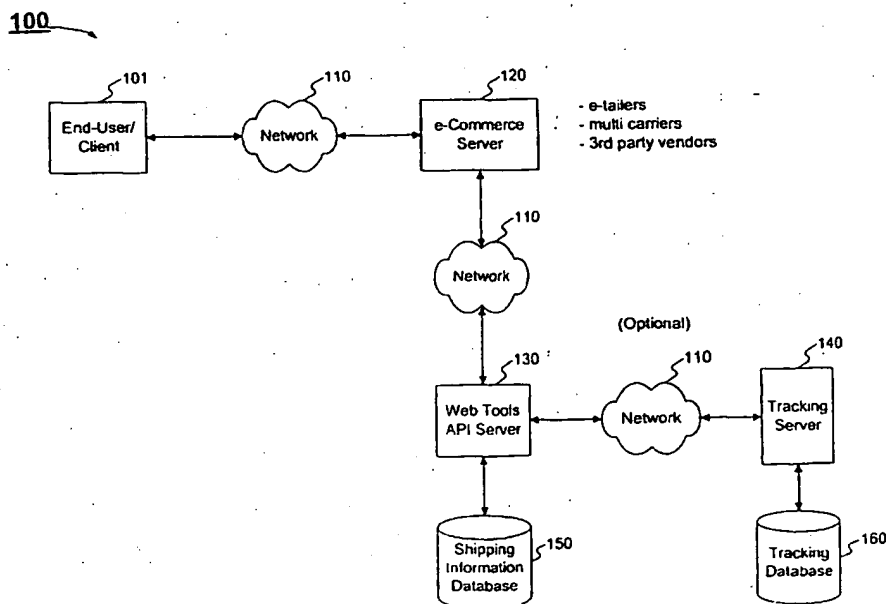 100
101
End-User/
Client
110
Network
120
e-Commerce
Server
- e-tailers
- multi carriers
- 3rd party vendors
110
Network
(Optional)
130
Web Tools
API Server
110
Network
140
Tracking
Server
150
Shipping
Information
Database
160
Tracking
Database